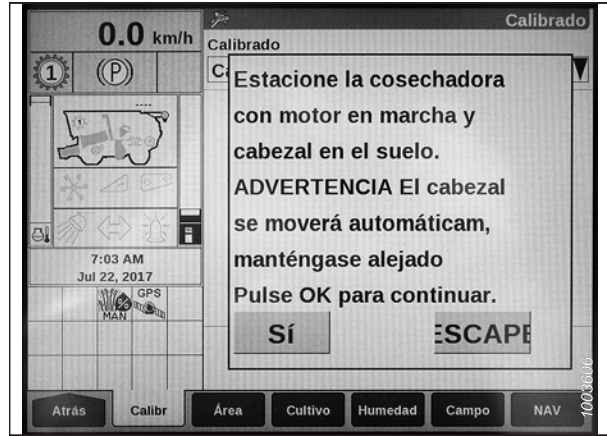 0.0 km/h
Calibrado
Calibrado
1
(P)
Estacione la cosechadora
con motor en marcha y
cabezal en el suelo.
ADVERTENCIA El cabezal
se moverá automáticam,
manténgase alejado
Pulse OK para continuar.
Sí
ESCAPE
1
7:03 AM
Jul 22, 2017
GPS
%
MAN
Atrás
Calibr
Área
Cultivo
Humedad
Campo
NAV
1003606